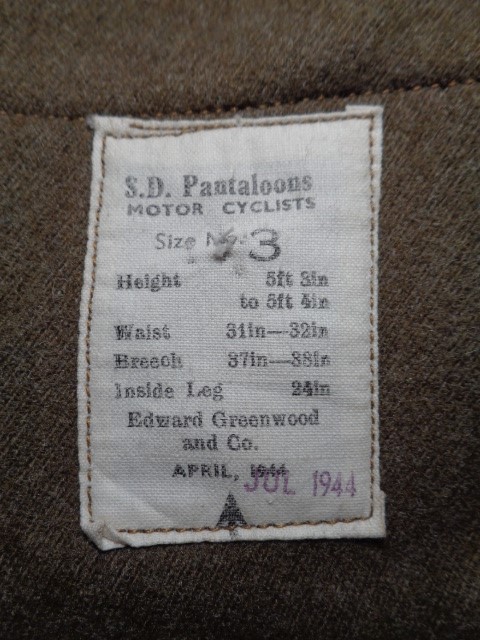 S.D. Pantaloons
MOTOR CYCLISTS
Size No. 3
Height 5ft 3in
to 5ft 4in
Waist 31in—32in
Breech 37in—38in
Inside Leg 24in
Edward Greenwood
and Co.
APRIL, 1944
JUL 1944